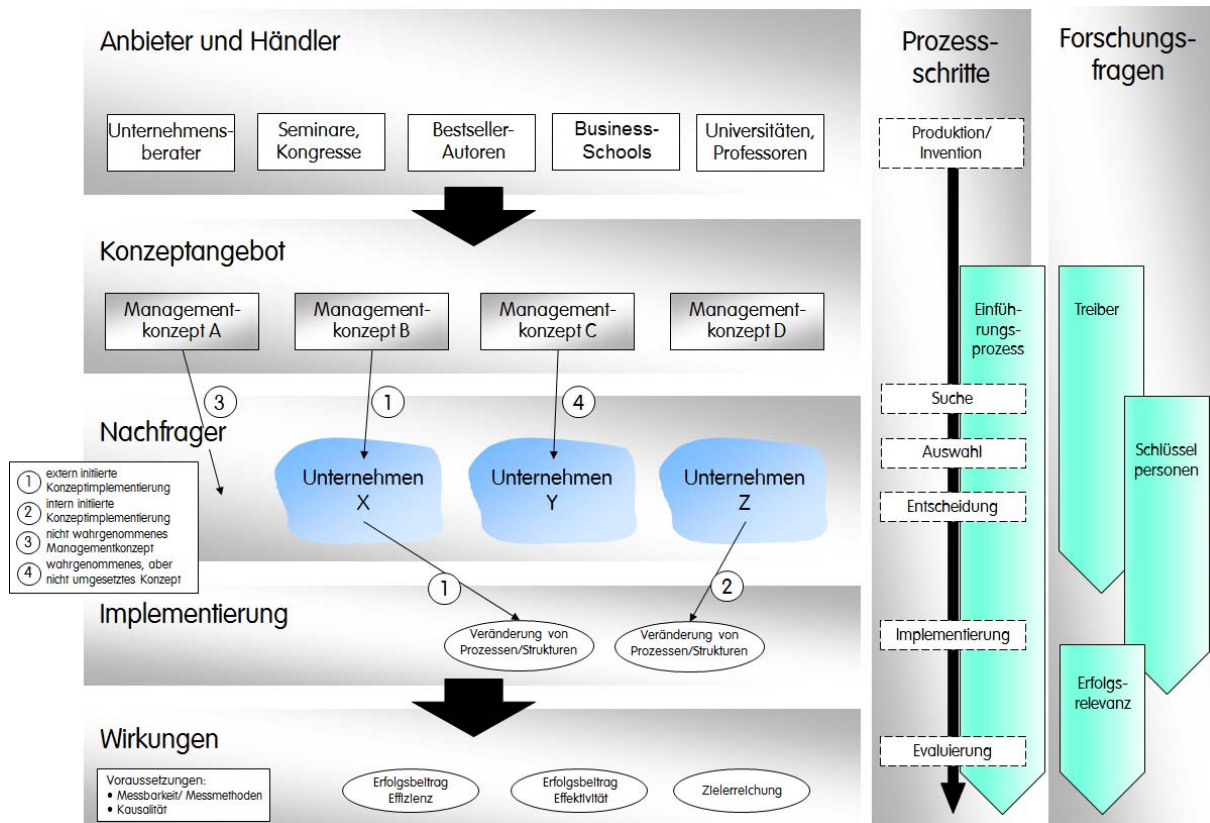 Anbieter und Händler
Unternehmens-
berater
Seminare,
Kongresse
Bestseller-
Autoren
Business-
Schools
Universitäten,
Professoren
Konzeptangebot
Management-
konzept A
Management-
konzept B
Management-
konzept C
Management-
konzept D
3
1
4
Nachfrager
Unternehmen
X
Unternehmen
Y
Unternehmen
Z
1 extern initiierte
Konzeptimplementierung
2 intern initiierte
Konzeptimplementierung
3 nicht wahrgenommenes
Managementkonzept
4 wahrgenommenes, aber
nicht umgesetztes Konzept
1
2
Implementierung
Veränderung von
Prozessen/Strukturen
Veränderung von
Prozessen/Strukturen
Wirkungen
Voraussetzungen:
• Messbarkeit/ Messmethoden
• Kausalität
Erfolgsbeitrag
Effizienz
Erfolgsbeitrag
Effektivität
Zielerreichung
Prozess-
schritte
Produktion/
Invention
Einfüh-
rungs-
prozess
Suche
Auswahl
Entscheidung
Implementierung
Evaluierung
Forschungs-
fragen
Treiber
Schlüssel
personen
Erfolgs-
relevanz